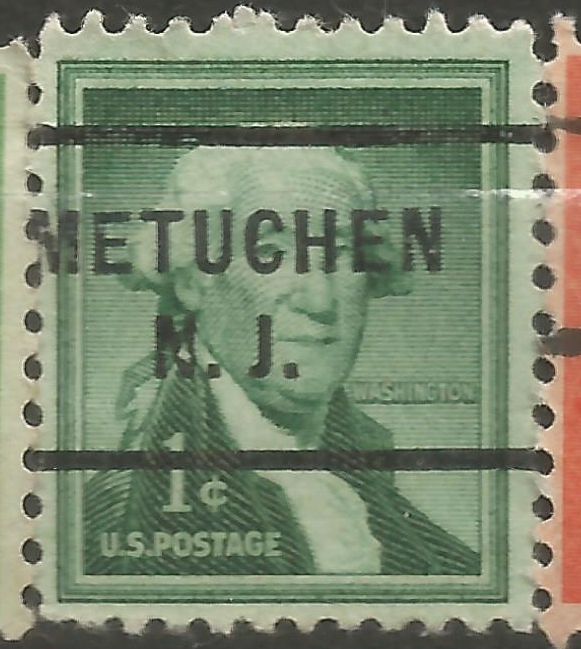 METUCHEN
N. J.
WASHINGTON
1¢
U.S.POSTAGE